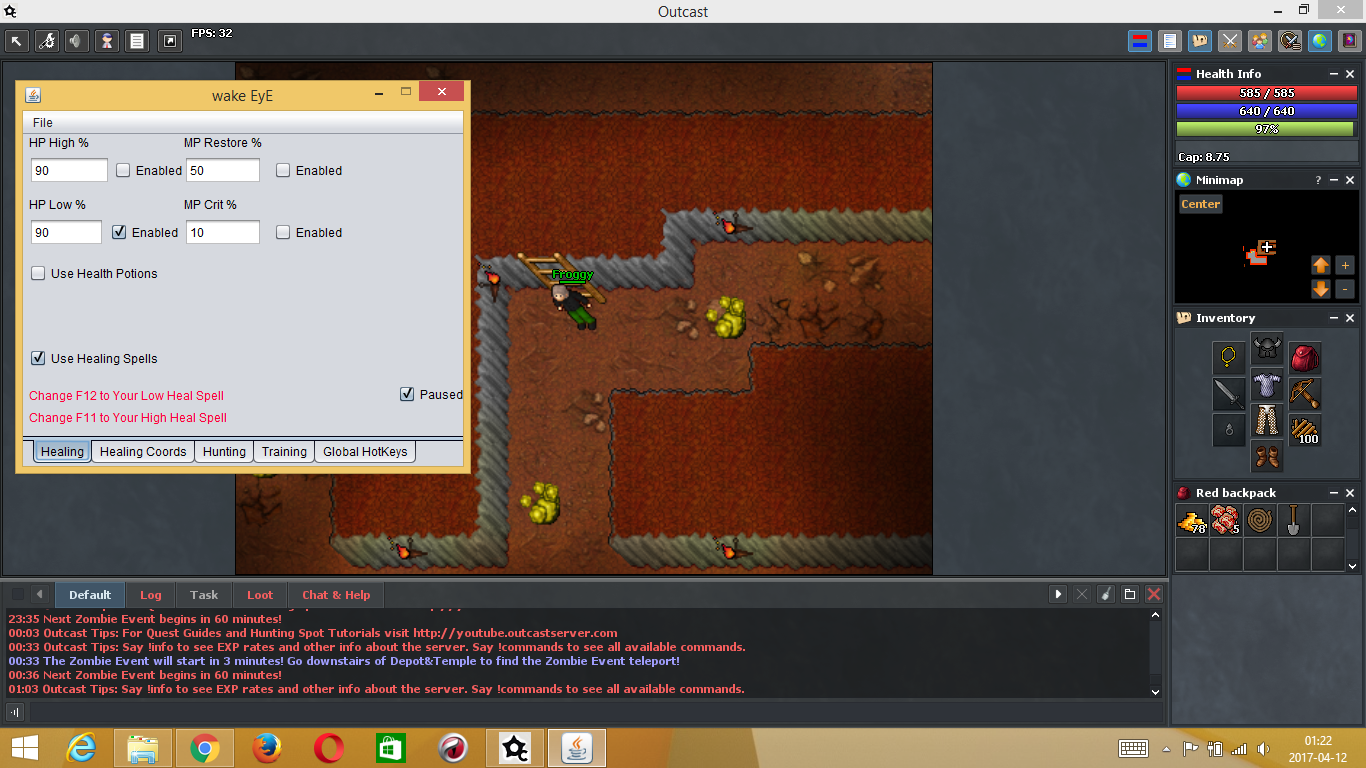 Outcast
FPS: 32
wake EyE
File
HP High %
MP Restore %
90
Enabled
50
Enabled
HP Low %
MP Crit %
90
Enabled
10
Enabled
Use Health Potions
Use Healing Spells
Change F12 to Your Low Heal Spell
Paused
Change F11 to Your High Heal Spell
Healing Healing Coords Hunting Training Global HotKeys
Froggy
Health Info
585 / 585
640 / 640
97%
Cap: 8.75
Minimap
?
Center
+
-
Inventory
100
Red backpack
78
5
Default Log Task Loot Chat & Help
23:35 Next Zombie Event begins in 60 minutes!
00:03 Outcast Tips: For Quest Guides and Hunting Spot Tutorials visit http://youtube.outcastserver.com
00:33 Outcast Tips: Say !info to see EXP rates and other info about the server. Say !commands to see all available commands.
00:33 The Zombie Event will start in 3 minutes! Go downstairs of Depot&Temple to find the Zombie Event teleport!
00:36 Next Zombie Event begins in 60 minutes!
01:03 Outcast Tips: Say !info to see EXP rates and other info about the server. Say !commands to see all available commands.
01:22
2017-04-12